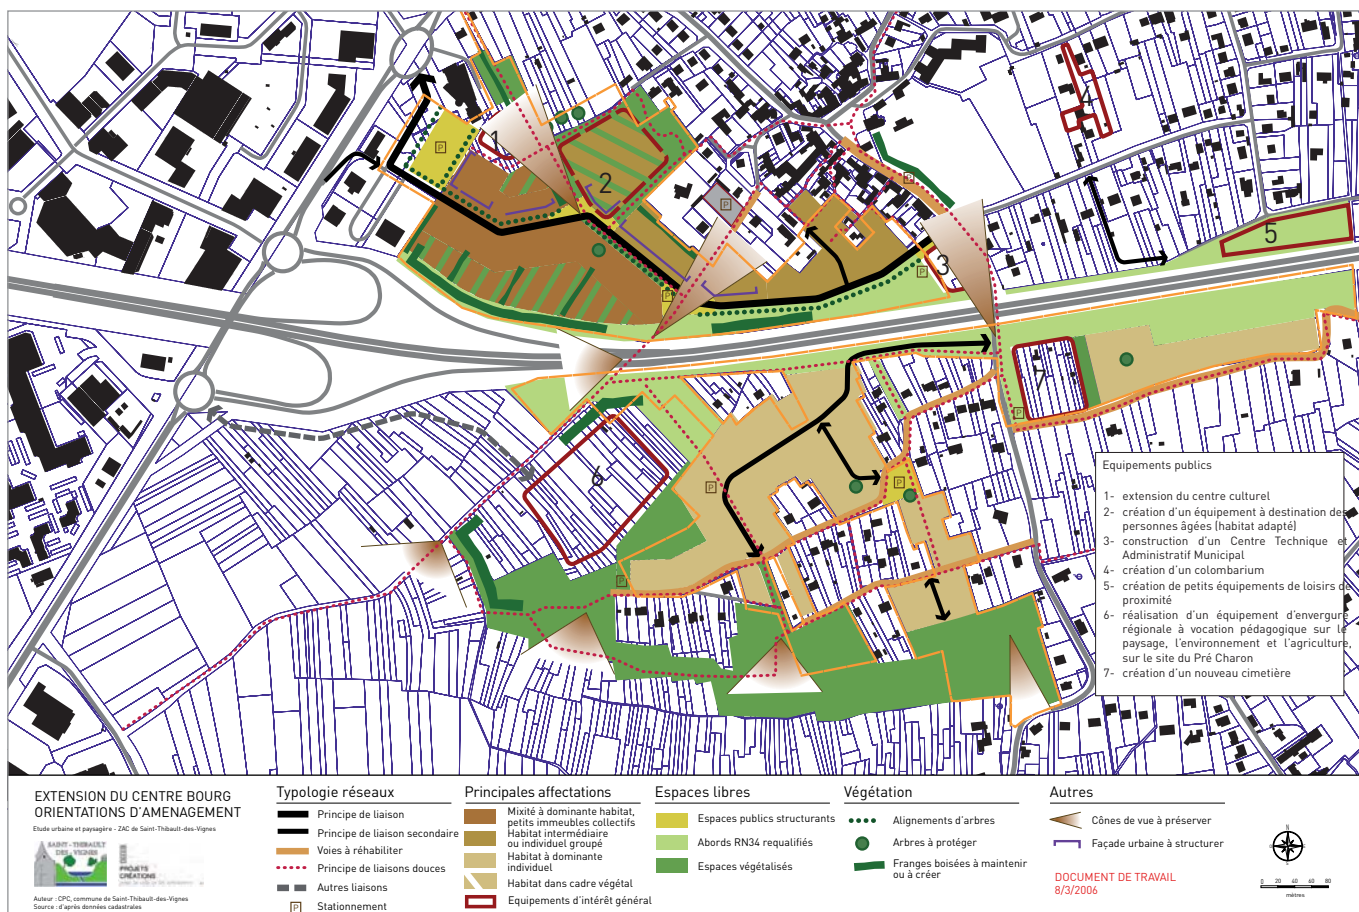 1
2
3
4
5
6
7
P
P
P
P
P
P
P
P
P
Equipements publics
1- extension du centre culturel
2- création d'un équipement à destination des
personnes âgées (habitat adapté)
3- construction d'un Centre Technique et
Administratif Municipal
4- création d'un colombarium
5- création de petits équipements de loisirs de
proximité
6- réalisation d'un équipement d'envergure
régionale à vocation pédagogique sur le
paysage, l'environnement et l'agriculture,
sur le site du Pré Charon
7- création d'un nouveau cimetière
EXTENSION DU CENTRE BOURG
ORIENTATIONS D'AMENAGEMENT
Etude urbaine et paysagère - ZAC de Saint-Thibault-des-Vignes
SAINT - THIBAULT
DES VIGNES
PROJETS
CRÉATIONS
Auteur : CPC, commune de Saint-Thibault-des-Vignes
Source : d'après données cadastrales
Typologie réseaux
Principe de liaison
Principe de liaison secondaire
Voies à réhabiliter
Principe de liaisons douces
Autres liaisons
P Stationnement
Principales affectations
Mixité à dominante habitat,
petits immeubles collectifs
Habitat intermédiaire
ou individuel groupé
Habitat à dominante
individuel
Habitat dans cadre végétal
Equipements d'intérêt général
Espaces libres
Espaces publics structurants
Abords RN34 requalifiés
Espaces végétalisés
Végétation
Alignements d'arbres
Arbres à protéger
Franges boisées à maintenir
ou à créer
Autres
Cônes de vue à préserver
Façade urbaine à structurer
DOCUMENT DE TRAVAIL
8/3/2006
N
0 20 40 60 80
mètres